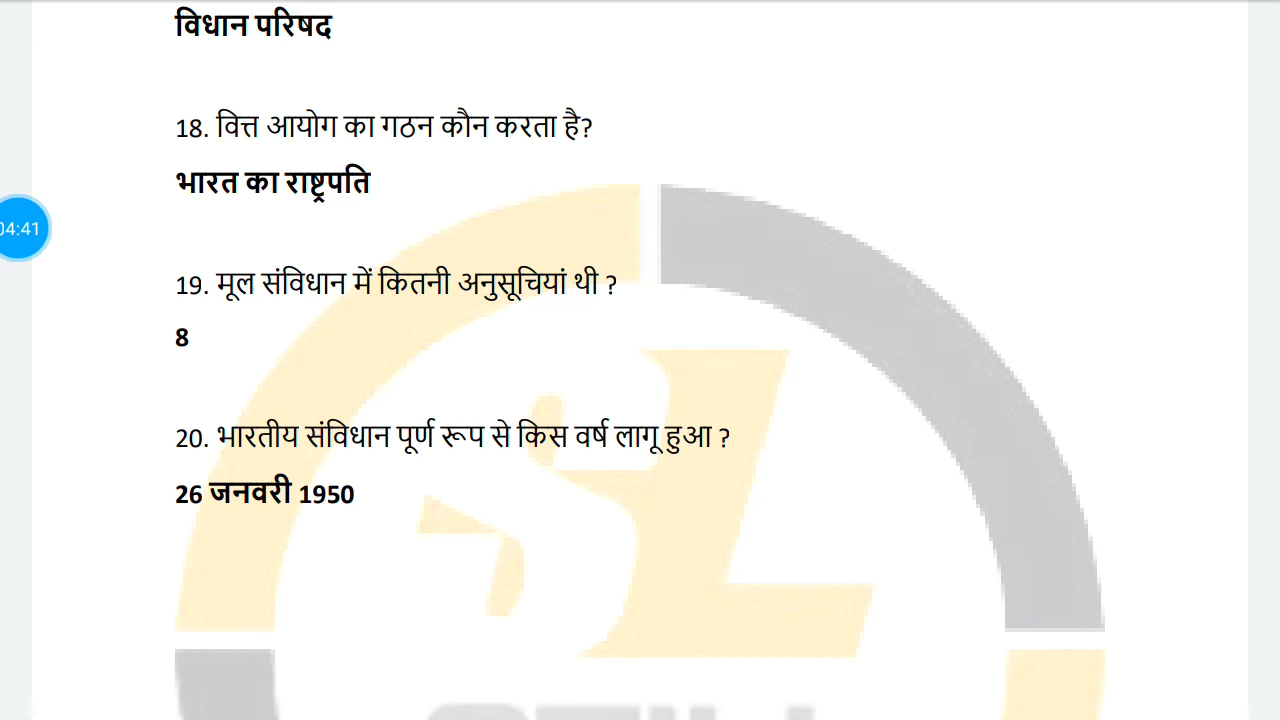 विधान परिषद
18. वित्त आयोग का गठन कौन करता है?
भारत का राष्ट्रपति
04:41
19. मूल संविधान में कितनी अनुसूचियां थी ?
8
20. भारतीय संविधान पूर्ण रूप से किस वर्ष लागू हुआ ?
26 जनवरी 1950
SL